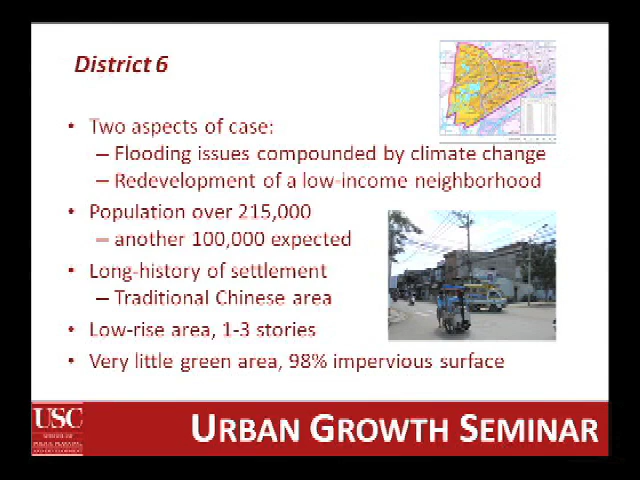 District 6
• Two aspects of case:
– Flooding issues compounded by climate change
– Redevelopment of a low-income neighborhood
• Population over 215,000
– another 100,000 expected
• Long-history of settlement
– Traditional Chinese area
• Low-rise area, 1-3 stories
• Very little green area, 98% impervious surface
USC
URBAN GROWTH SEMINAR